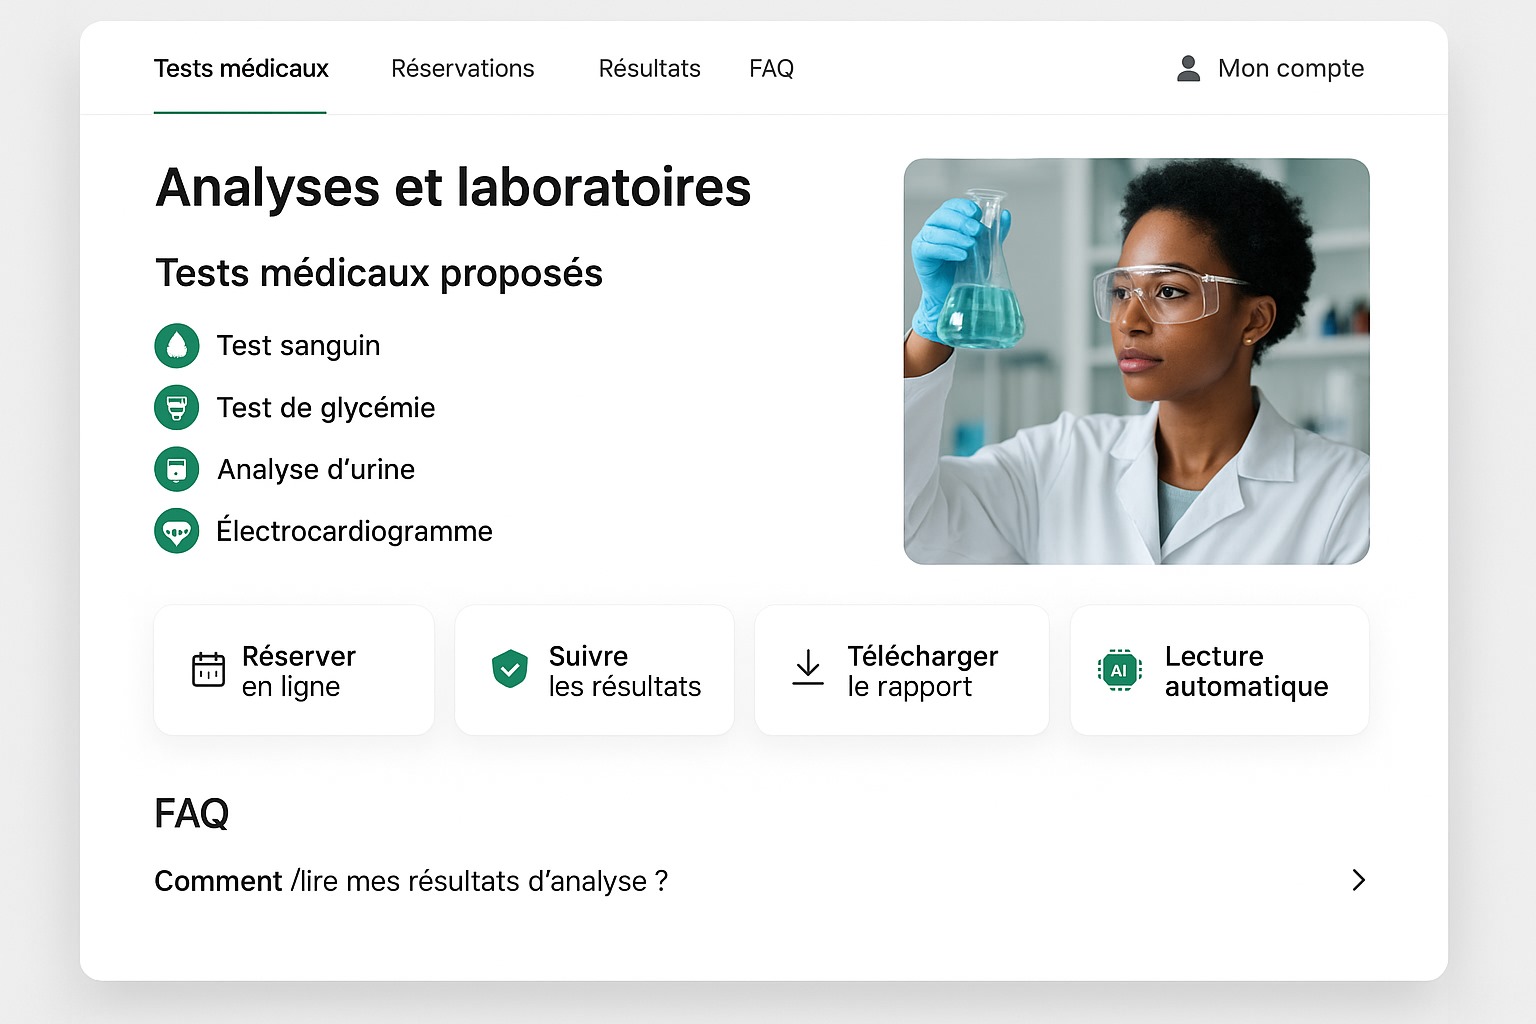 Tests médicaux
Réservations
Résultats
FAQ
Mon compte
Analyses et laboratoires
Tests médicaux proposés
Test sanguin
Test de glycémie
Analyse d’urine
Électrocardiogramme
Réserver
en ligne
Suivre
les résultats
Télécharger
le rapport
AI
Lecture
automatique
FAQ
Comment /lire mes résultats d’analyse ?